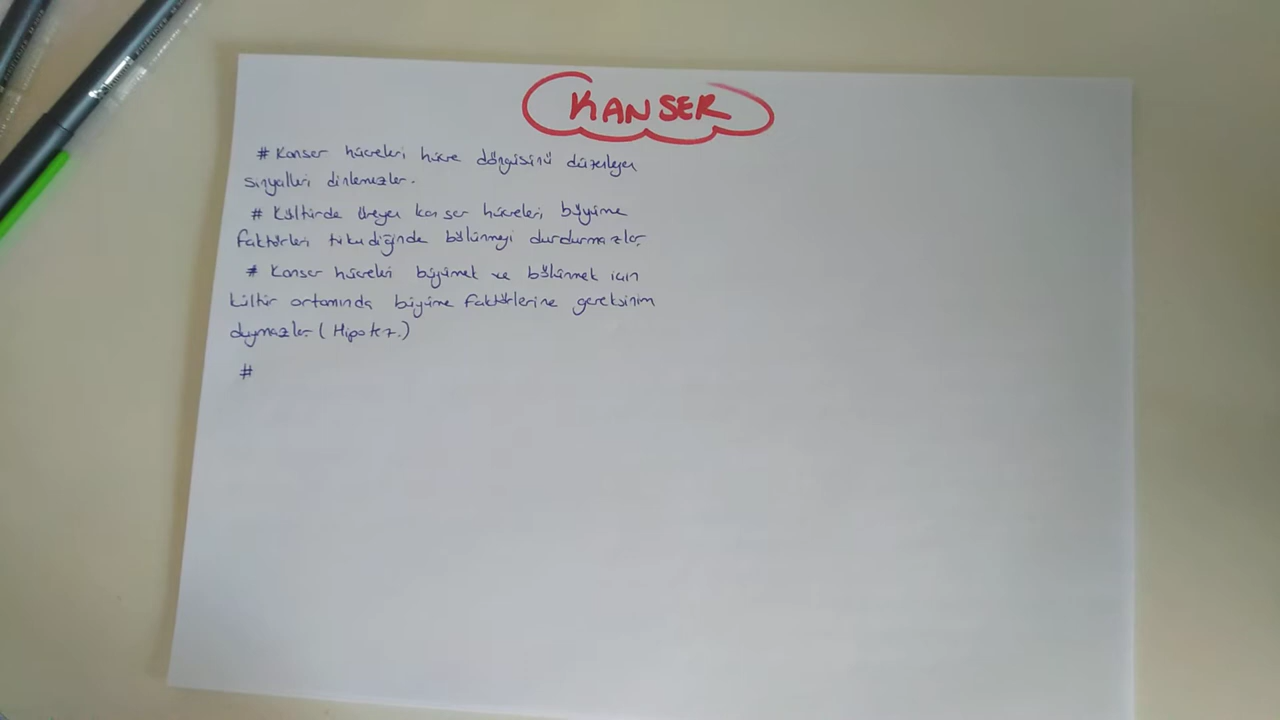 KANSER
# Kanser hücreleri hücre döngüsünü düzenleyen
sinyalleri dinlemezler.
# Kültürde üreyen kanser hücreleri, büyüme
faktörleri tükendiğinde bölünmeyi durdurmazlar.
# Kanser hücreleri büyümek ve bölünmek için
kültür ortamında büyüme faktörlerine gereksinim
duymazlar (Hipotez.)
#